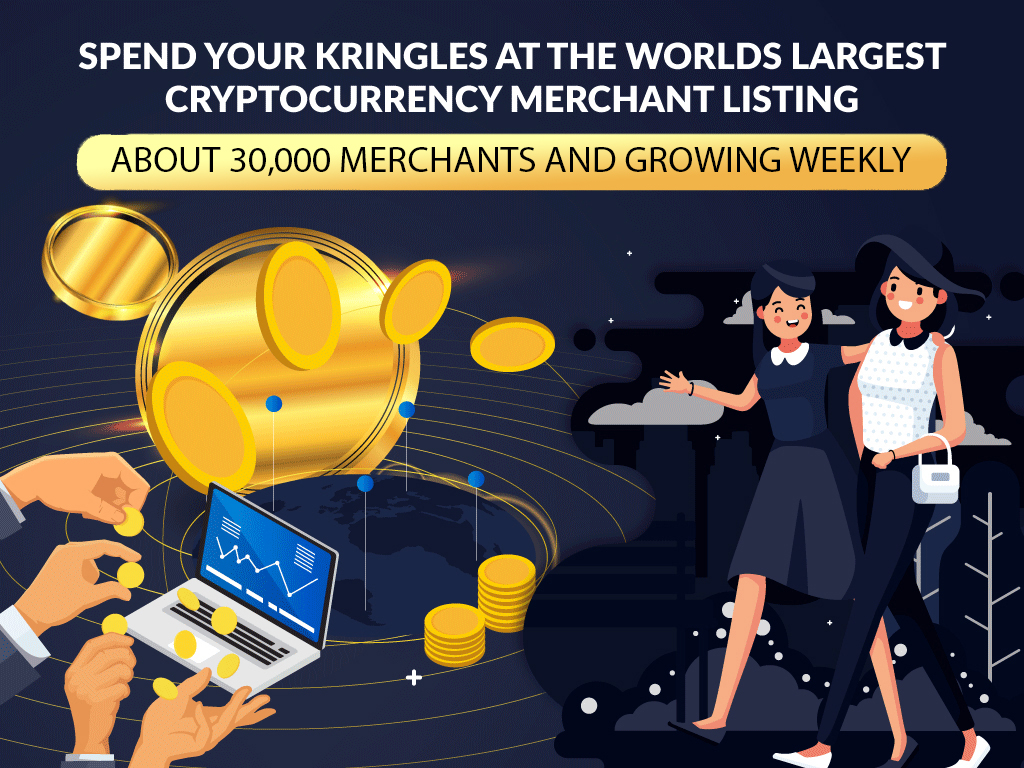 SPEND YOUR KRINGLES AT THE WORLDS LARGEST
CRYPTOCURRENCY MERCHANT LISTING
ABOUT 30,000 MERCHANTS AND GROWING WEEKLY